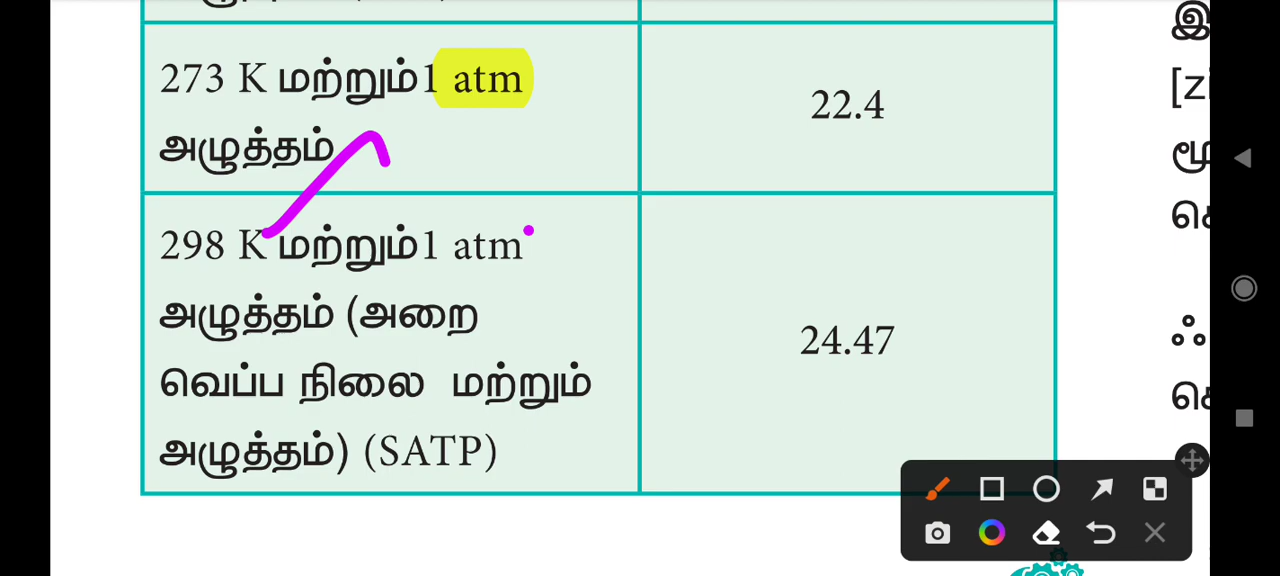 273 K மற்றும்1 atm
அழுத்தம்
22.4
298 K மற்றும்1 atm
அழுத்தம் (அறை
வெப்ப நிலை மற்றும்
அழுத்தம்) (SATP)
24.47
இ
[zi
மூ
செ
ஃ